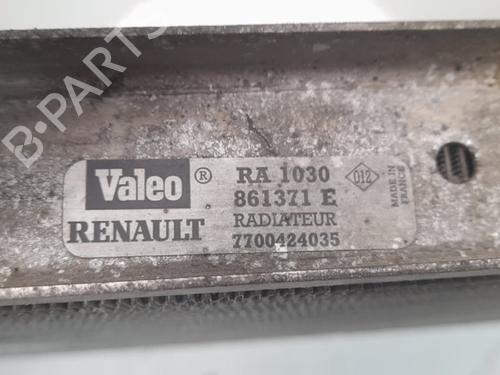 B-PARTS
Valeo ® RA 1030
861371 E
RENAULT RADIATEUR
7700424035
D12
MADE IN
FRANCE